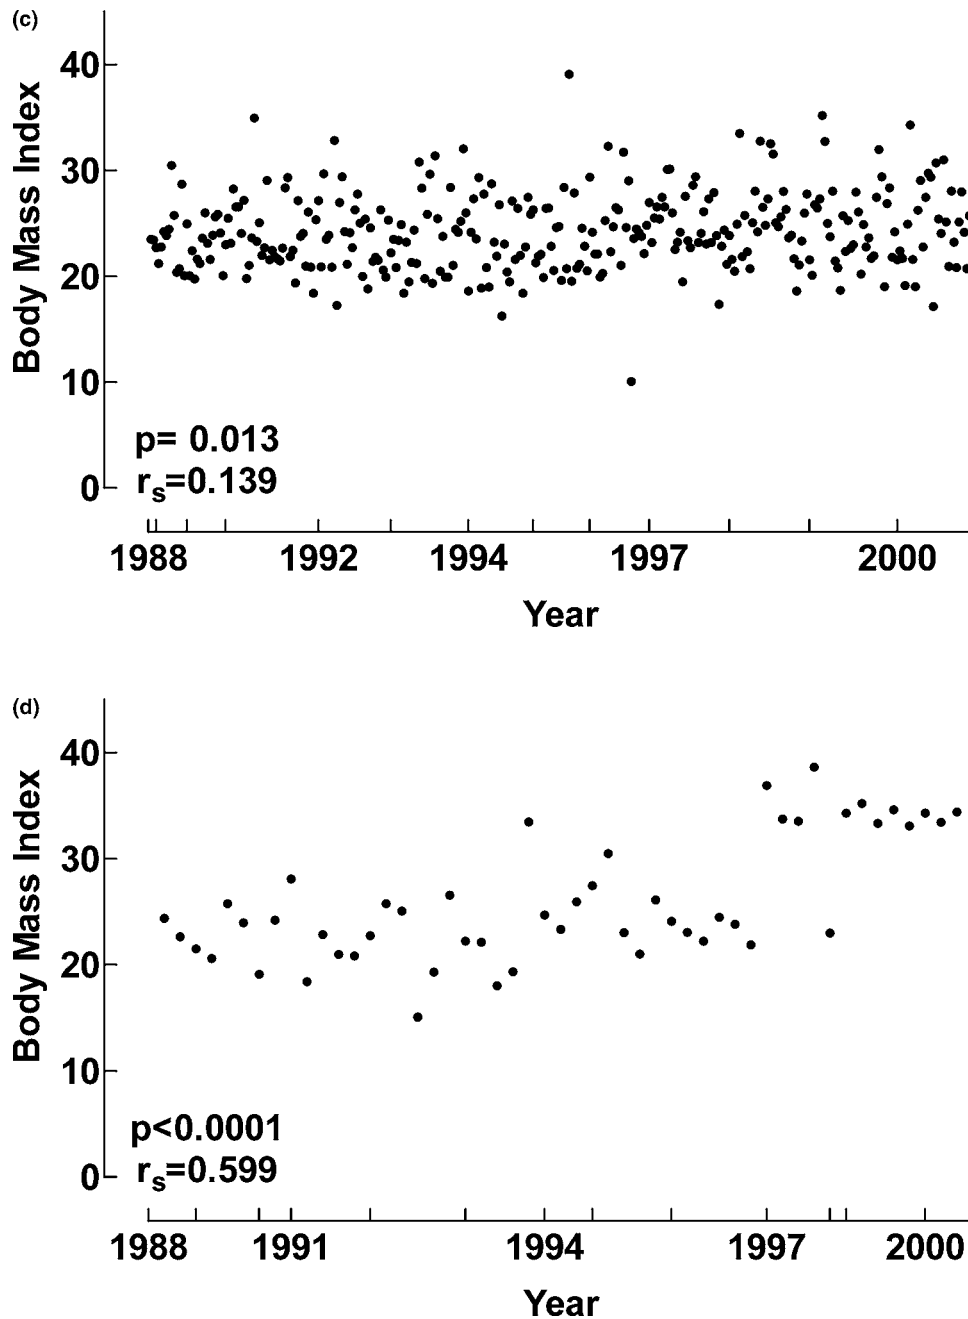 (c)
40
30
20
10
0
Body Mass Index
p= 0.013
rs=0.139
1988 1992 1994 1997 2000
Year
(d)
40
30
20
10
0
Body Mass Index
p<0.0001
rs=0.599
1988 1991 1994 1997 2000
Year